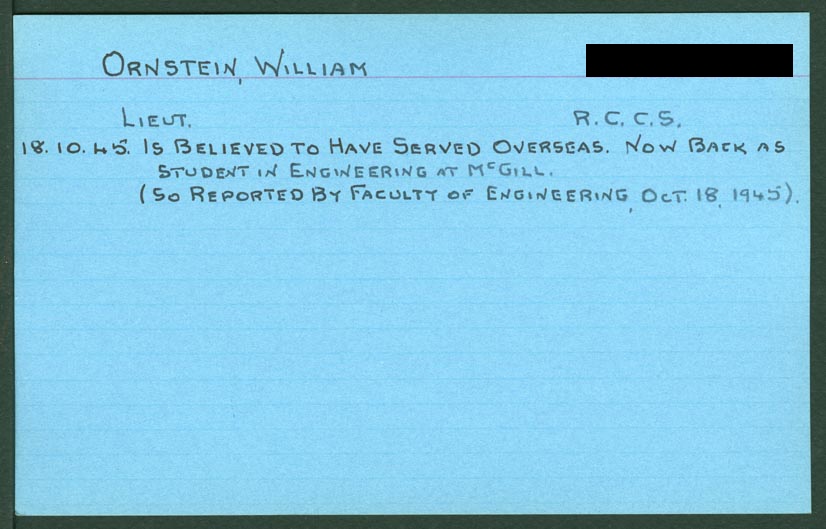 ORNSTEIN, WILLIAM
LIEUT. R.C.C.S.
18.10.45. IS BELIEVED TO HAVE SERVED OVERSEAS. NOW BACK AS
STUDENT IN ENGINEERING AT McGILL.
(SO REPORTED BY FACULTY OF ENGINEERING, OCT. 18, 1945).